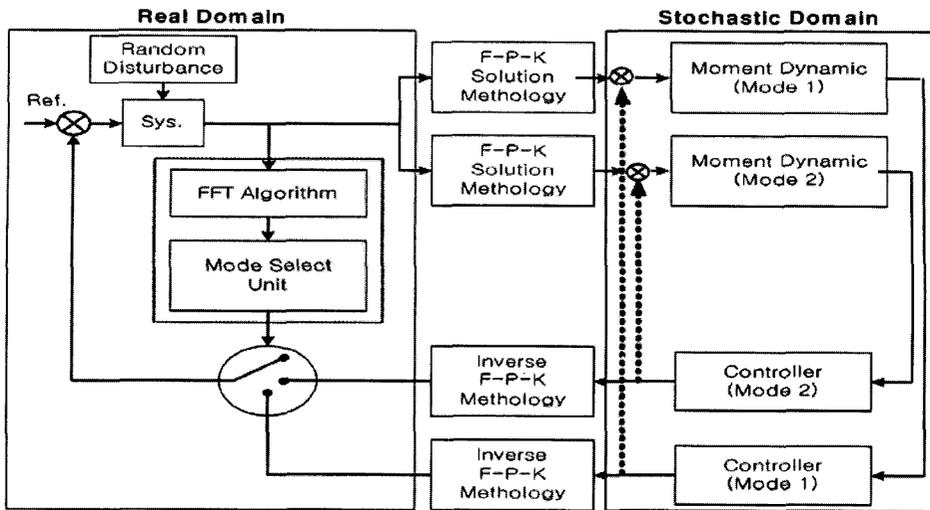 Real Domain
Stochastic Domain
Random
Disturbance
Ref.
Sys.
FFT Algorithm
Mode Select
Unit
F-P-K
Solution
Methology
F-P-K
Solution
Methology
Moment Dynamic
(Mode 1)
Moment Dynamic
(Mode 2)
Inverse
F-P-K
Methology
Controller
(Mode 2)
Inverse
F-P-K
Methology
Controller
(Mode 1)